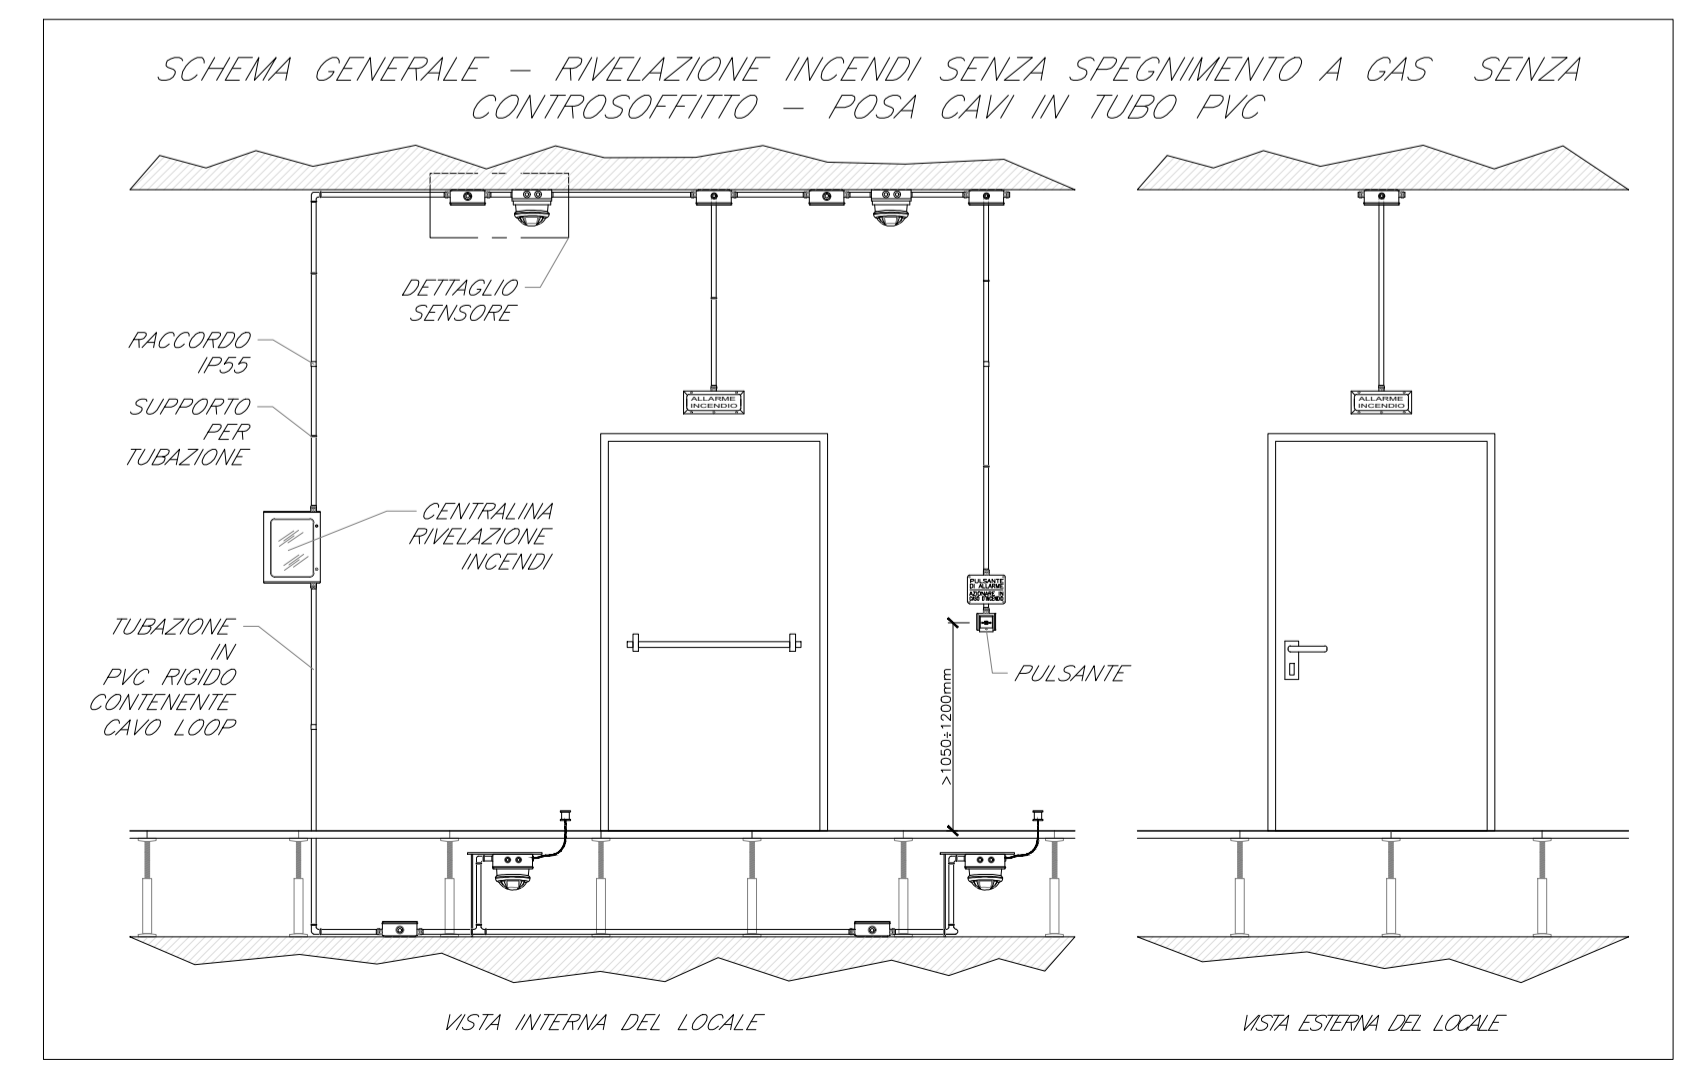 SCHEMA GENERALE – RIVELAZIONE INCENDI SENZA SPEGNIMENTO A GAS SENZA
CONTROSOFFITTO – POSA CAVI IN TUBO PVC
DETTAGLIO
SENSORE
RACCORDO
IP55
SUPPORTO
PER
TUBAZIONE
ALLARME
INCENDIO
ALLARME
INCENDIO
CENTRALINA
RIVELAZIONE
INCENDI
PULSANTE
DI ALLARME
AZIONARE IN
CASO D'INCENDIO
TUBAZIONE
IN
PVC RIGIDO
CONTENENTE
CAVO LOOP
PULSANTE
>1050÷1200mm
VISTA INTERNA DEL LOCALE
VISTA ESTERNA DEL LOCALE